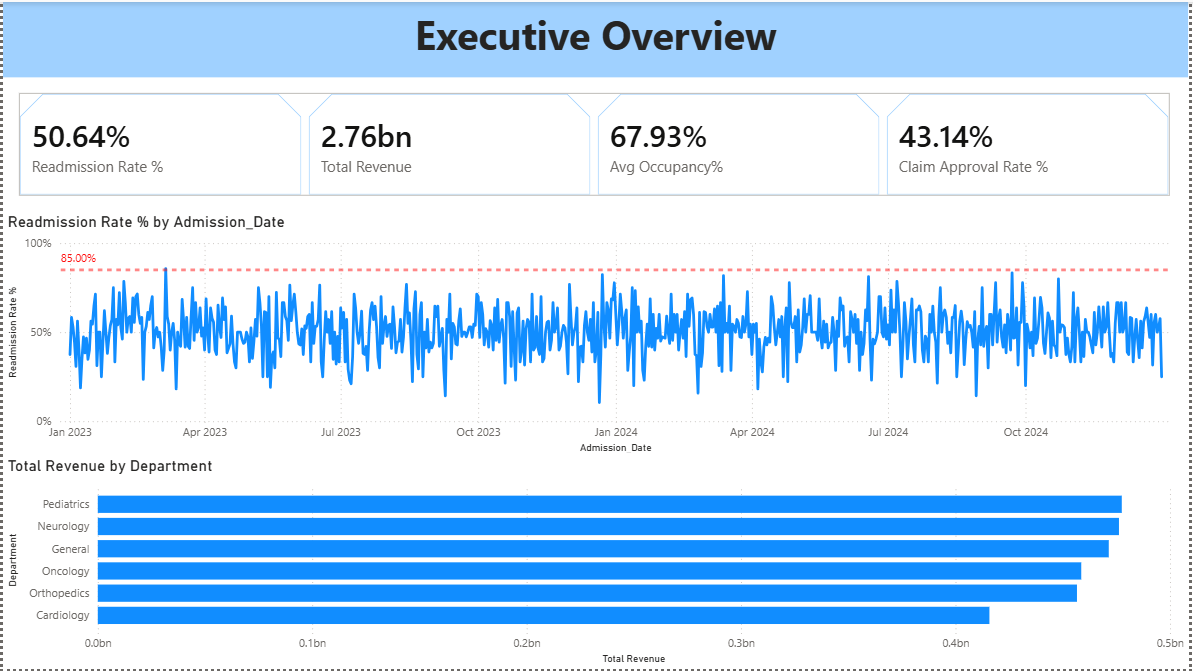 Executive Overview
50.64%
Readmission Rate %
2.76bn
Total Revenue
67.93%
Avg Occupancy%
43.14%
Claim Approval Rate %
Readmission Rate % by Admission_Date
100%
85.00%
50%
0%
Readmission Rate %
Jan 2023 Apr 2023 Jul 2023 Oct 2023 Jan 2024 Apr 2024 Jul 2024 Oct 2024
Admission_Date
Total Revenue by Department
Department
Pediatrics
Neurology
General
Oncology
Orthopedics
Cardiology
0.0bn 0.1bn 0.2bn 0.3bn 0.4bn 0.5bn
Total Revenue